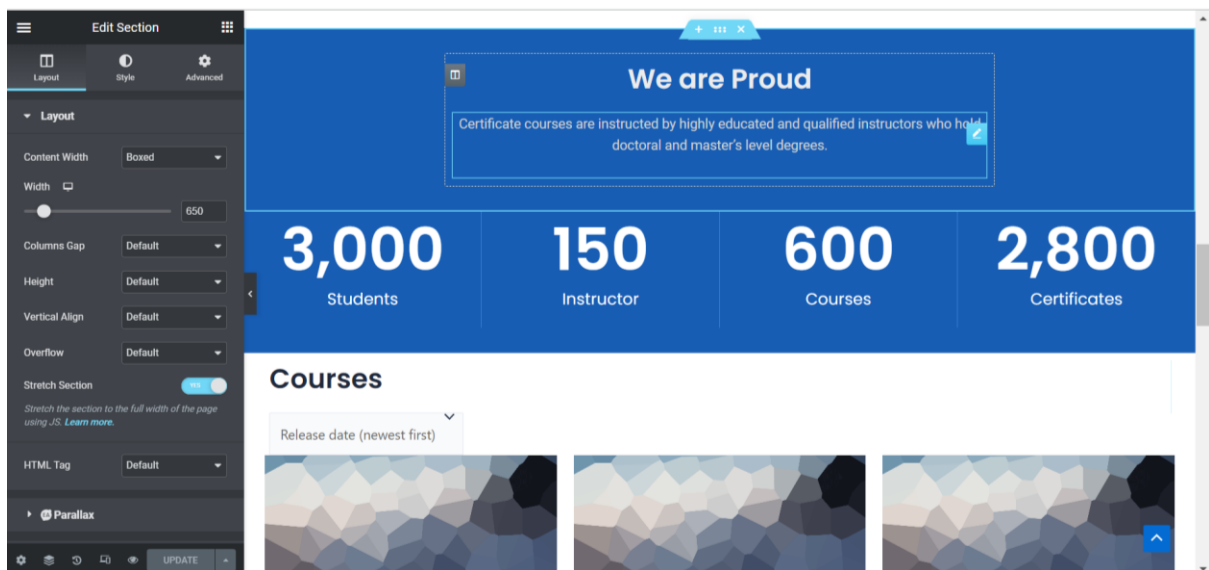 Edit Section
Layout
Style
Advanced
Layout
Content Width
Boxed
Width
650
Columns Gap
Default
Height
Default
Vertical Align
Default
Overflow
Default
Stretch Section
YES
Stretch the section to the full width of the page
using JS. Learn more.
HTML Tag
Default
Parallax
UPDATE
We are Proud
Certificate courses are instructed by highly educated and qualified instructors who hold
doctoral and master's level degrees.
3,000
Students
150
Instructor
600
Courses
2,800
Certificates
Courses
Release date (newest first)